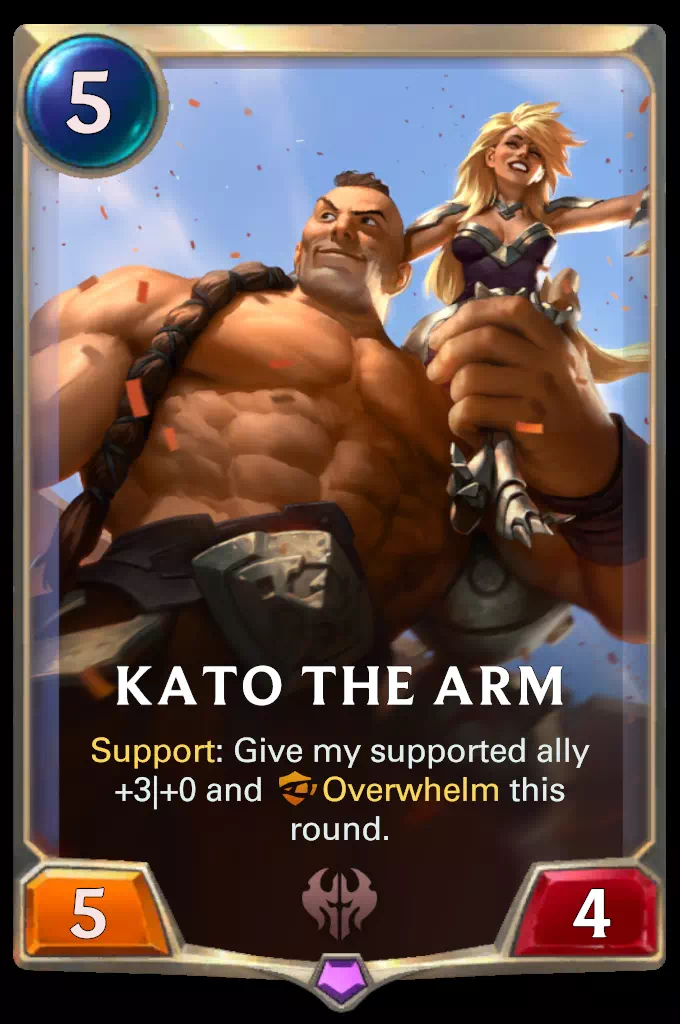 5
KATO THE ARM
Support: Give my supported ally
+3|+0 and Overwhelm this
round.
5
4